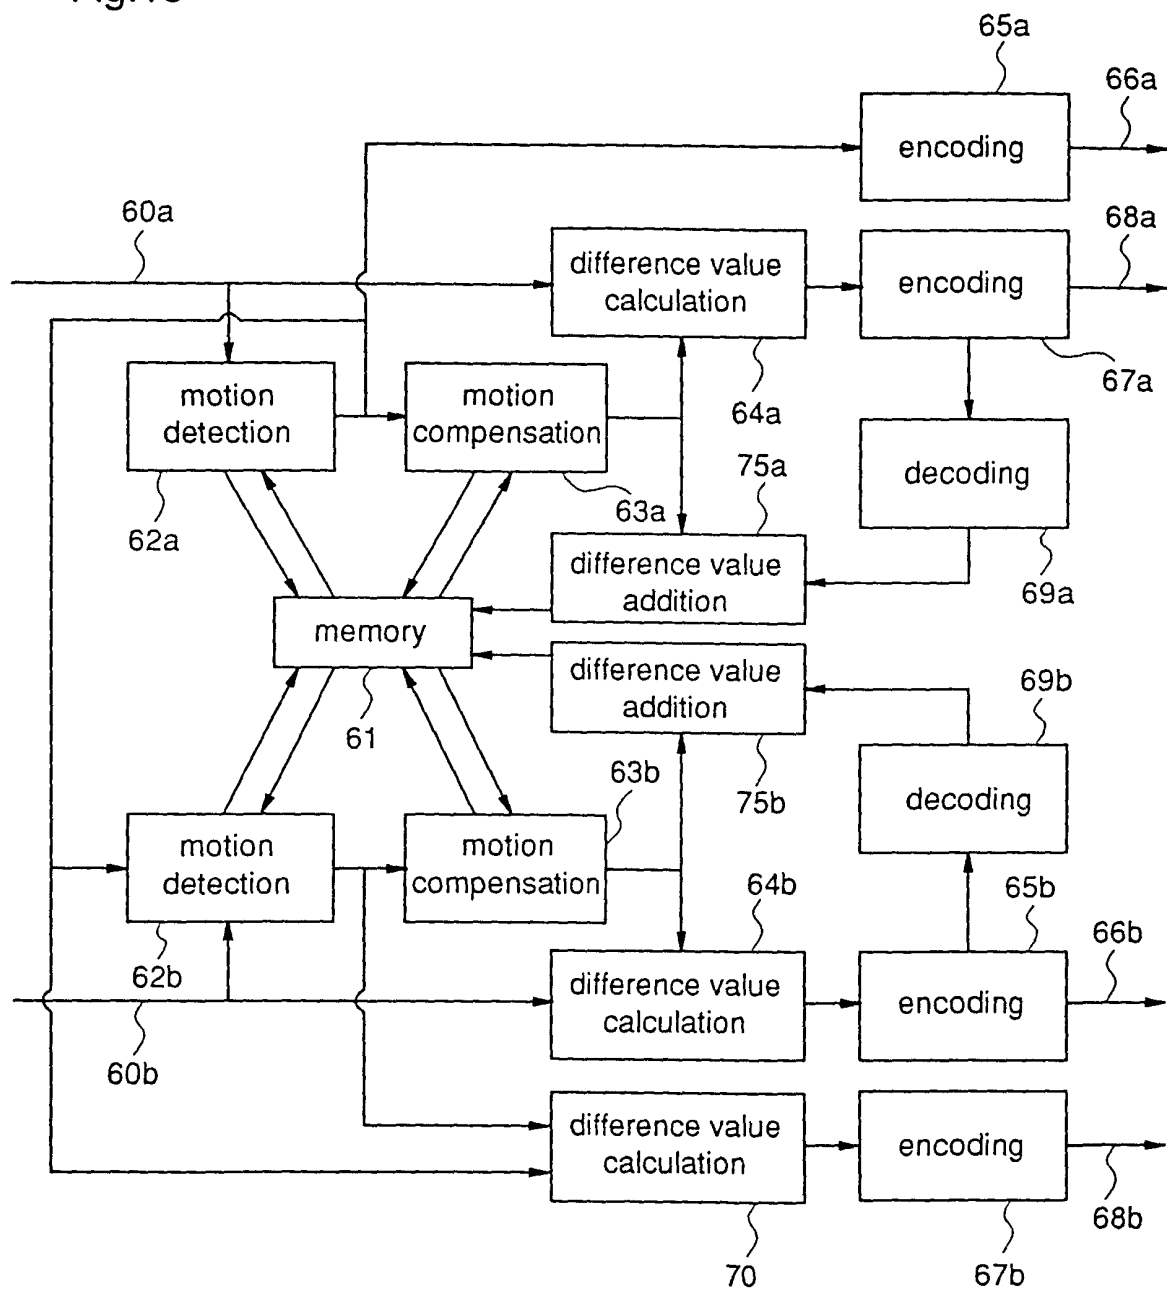 65a
66a
encoding
60a
68a
difference value
calculation
encoding
67a
motion
detection
motion
compensation
64a
75a
decoding
62a
63a
difference value
addition
69a
memory
difference value
addition
69b
61
63b
75b
decoding
motion
detection
motion
compensation
64b
65b
66b
62b
difference value
calculation
encoding
60b
difference value
calculation
encoding
68b
70
67b